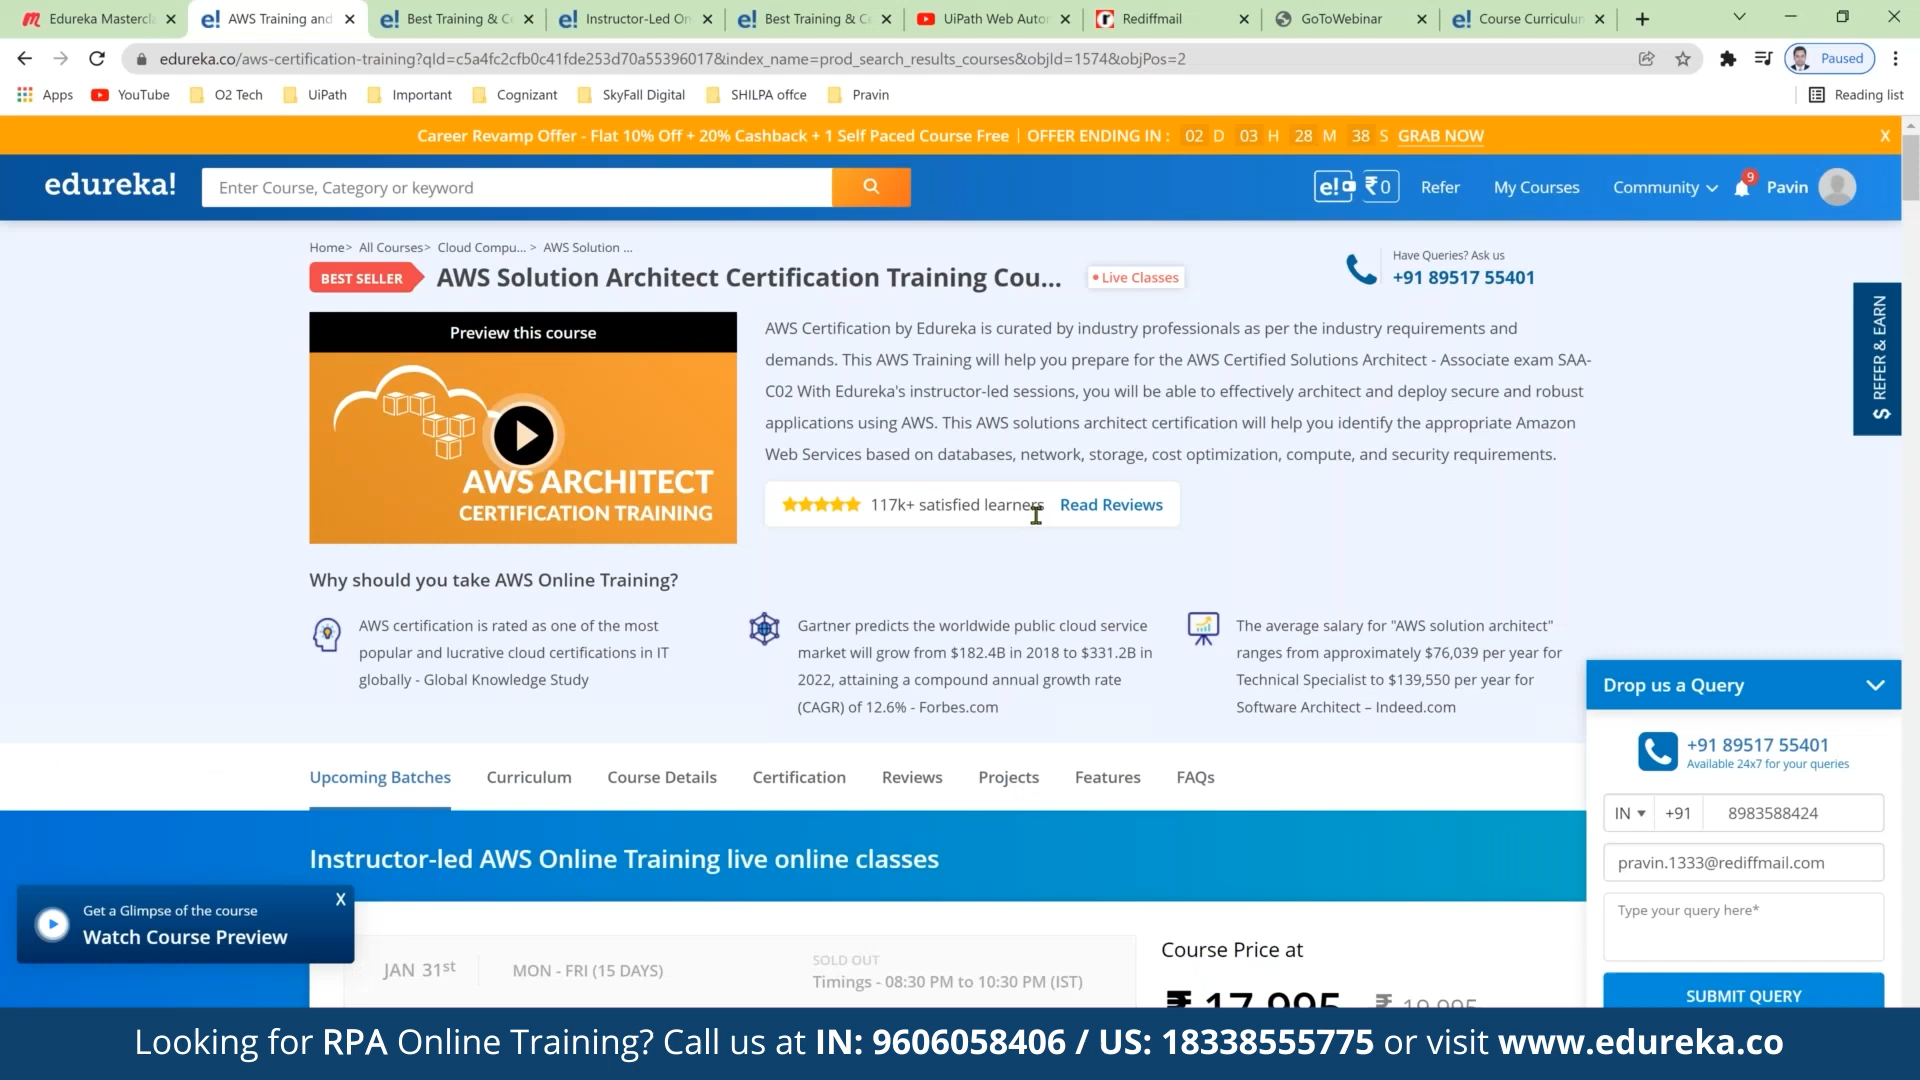 Edureka Mastercl
AWS Training and
Best Training & C
Instructor-Led On
Best Training & C
UiPath Web Auto
Rediffmail
GoToWebinar
Course Curriculu
edureka.co/aws-certification-training?qId=c5a4fc2cfb0c41fde253d70a55396017&index_name=prod_search_results_courses&objId=1574&objPos=2
Paused
Apps
YouTube
O2 Tech
UiPath
Important
Cognizant
SkyFall Digital
SHILPA offce
Pravin
Reading list
Career Revamp Offer - Flat 10% Off + 20% Cashback + 1 Self Paced Course Free | OFFER ENDING IN : 02 D 03 H 28 M 38 S GRAB NOW X
edureka!
Enter Course, Category or keyword
e! ₹0
Refer
My Courses
Community
9
Pavin
Home> All Courses> Cloud Compu... > AWS Solution ...
BEST SELLER
AWS Solution Architect Certification Training Cou...
• Live Classes
Have Queries? Ask us
+91 89517 55401
$ REFER & EARN
Preview this course
AWS ARCHITECT
CERTIFICATION TRAINING
AWS Certification by Edureka is curated by industry professionals as per the industry requirements and
demands. This AWS Training will help you prepare for the AWS Certified Solutions Architect - Associate exam SAA-
C02 With Edureka's instructor-led sessions, you will be able to effectively architect and deploy secure and robust
applications using AWS. This AWS solutions architect certification will help you identify the appropriate Amazon
Web Services based on databases, network, storage, cost optimization, compute, and security requirements.
117k+ satisfied learners Read Reviews
Why should you take AWS Online Training?
AWS certification is rated as one of the most
popular and lucrative cloud certifications in IT
globally - Global Knowledge Study
Gartner predicts the worldwide public cloud service
market will grow from $182.4B in 2018 to $331.2B in
2022, attaining a compound annual growth rate
(CAGR) of 12.6% - Forbes.com
The average salary for "AWS solution architect"
ranges from approximately $76,039 per year for
Technical Specialist to $139,550 per year for
Software Architect – Indeed.com
Upcoming Batches
Curriculum
Course Details
Certification
Reviews
Projects
Features
FAQs
Instructor-led AWS Online Training live online classes
JAN 31st
MON - FRI (15 DAYS)
SOLD OUT
Timings - 08:30 PM to 10:30 PM (IST)
Course Price at
₹ 17,995 ₹ 19,995
Get a Glimpse of the course
Watch Course Preview
X
Drop us a Query
+91 89517 55401
Available 24x7 for your queries
IN +91 8983588424
pravin.1333@rediffmail.com
Type your query here*
SUBMIT QUERY
Looking for RPA Online Training? Call us at IN: 9606058406 / US: 18338555775 or visit www.edureka.co